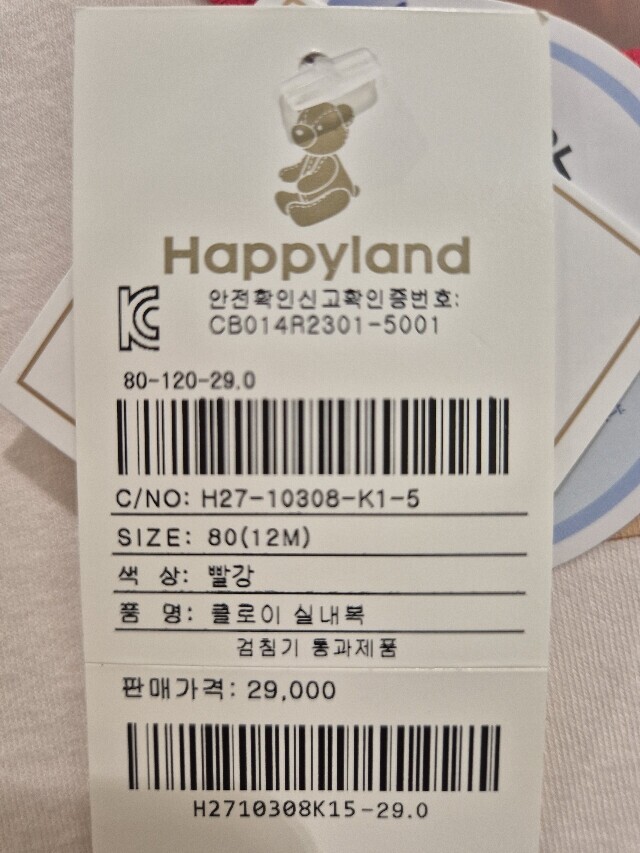 Happyland
안전확인신고확인증번호:
CB014R2301-5001
80-120-29.0
C/NO: H27-10308-K1-5
SIZE: 80(12M)
색 상: 빨강
품 명: 클로이 실내복
검침기 통과제품
판매가격: 29,000
H2710308K15-29.0